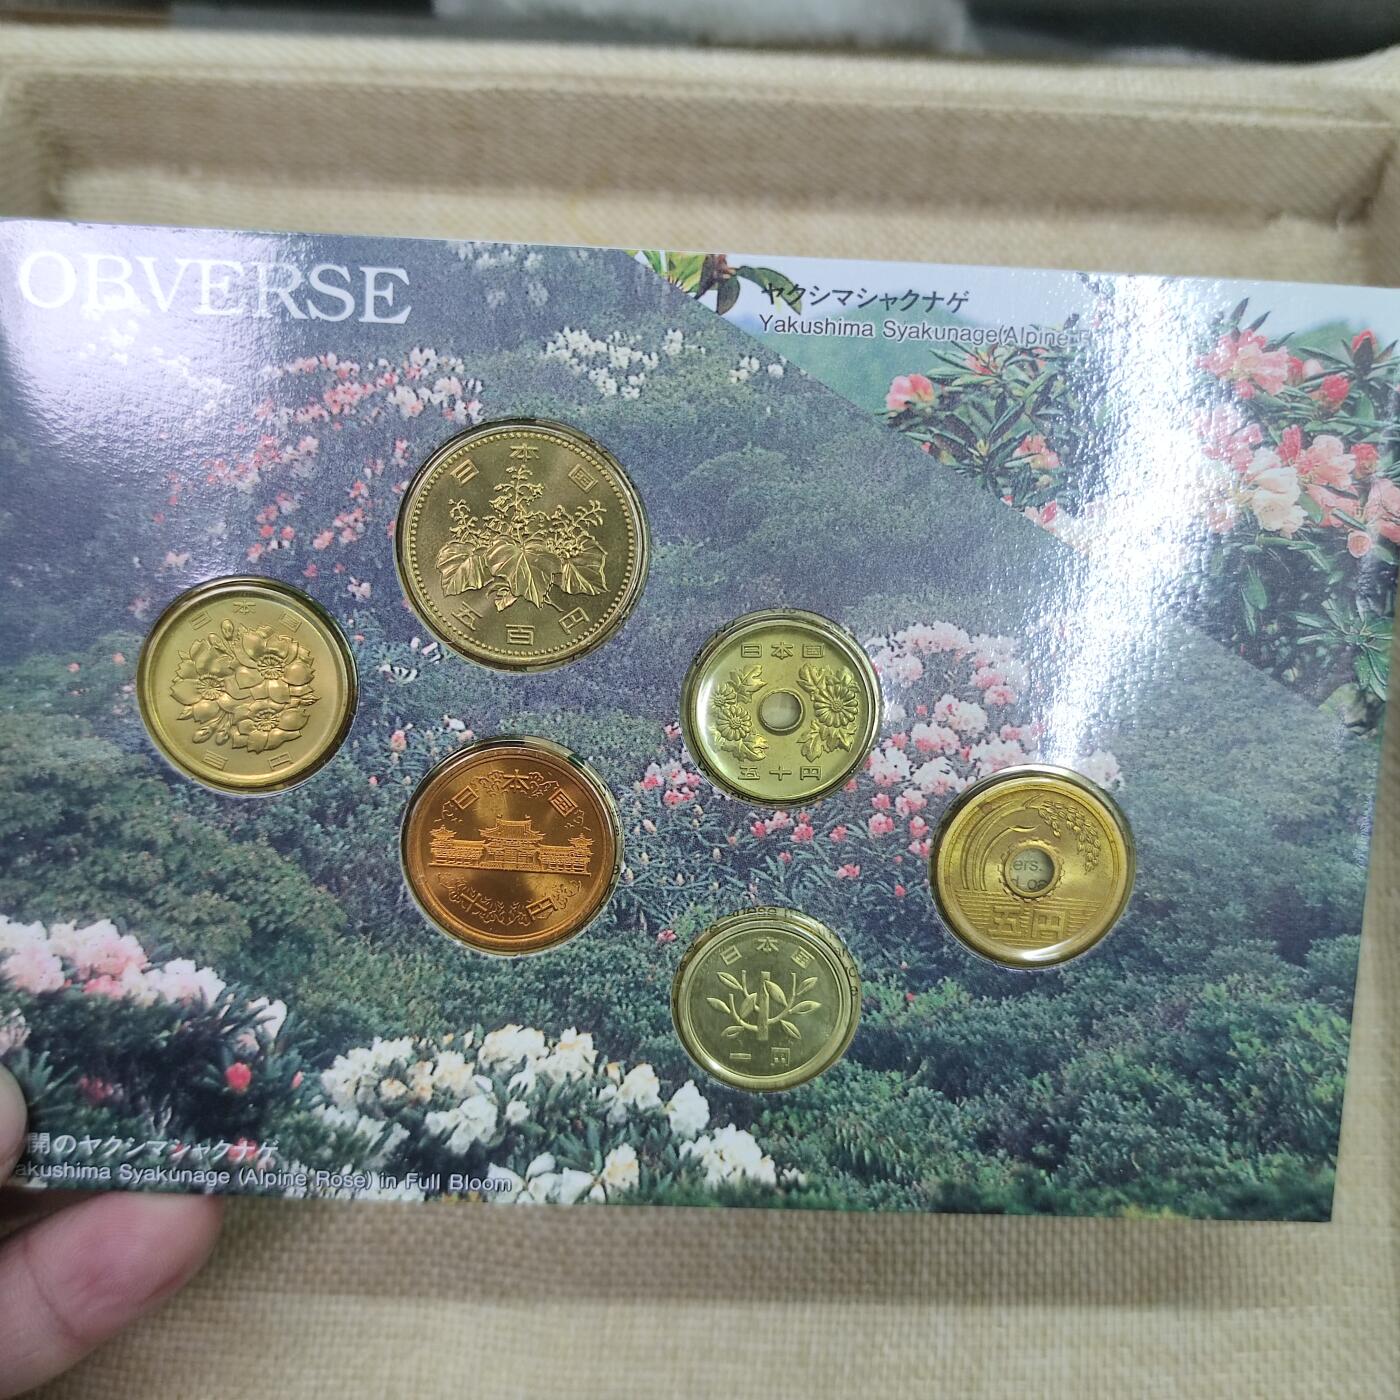 OBVERSE
ヤクシマシャクナゲ
Yakushima Syakunage(Alpine
日本国
五百円
日本国
百円
日本国
五十円
日本国
十円
五円
ers.
日本国
一円
開のヤクシマシャクナゲ
akushima Syakunage (Alpine Rose) in Full Bloom